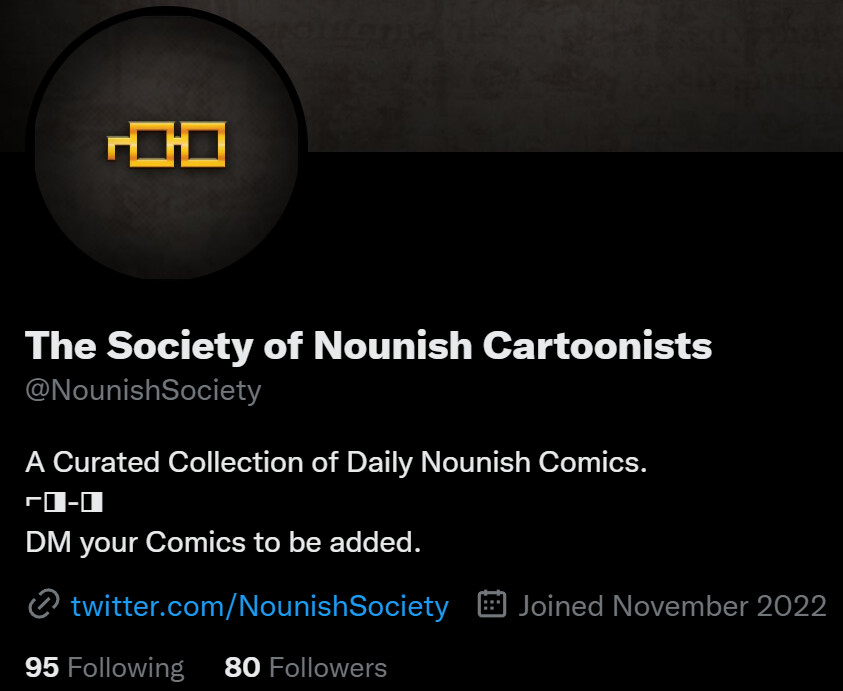 The Society of Nounish Cartoonists
@NounishSociety
A Curated Collection of Daily Nounish Comics.
⌐◨-◨
DM your Comics to be added.
twitter.com/NounishSociety Joined November 2022
95 Following 80 Followers